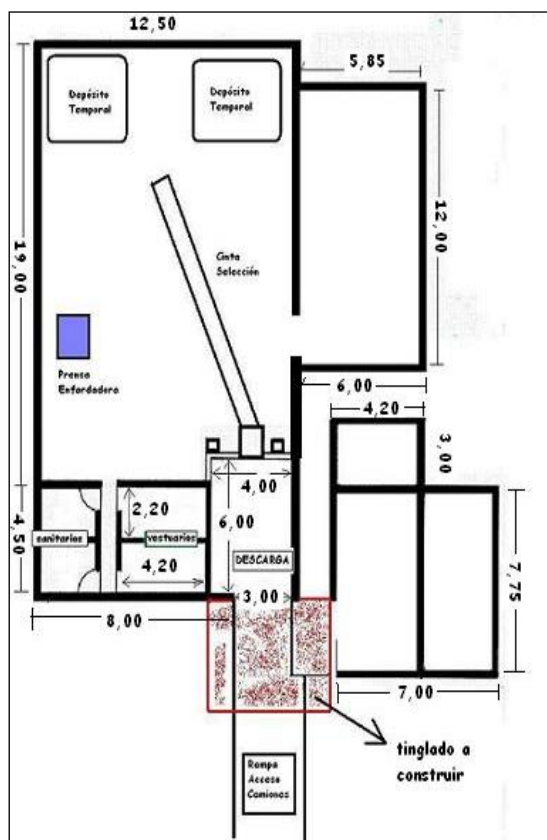 12,50
5,85
Depósito
Temporal
Depósito
Temporal
19,00
12,00
Cinta
Selección
Prensa
Enfardadora
6,00
4,20
3,00
4,00
2,20
6,00
4,50
sanitarios
vestuarios
DESCARGA
4,20
3,00
7,75
8,00
7,00
tinglado a
construir
Rampa
Acceso
Camiones